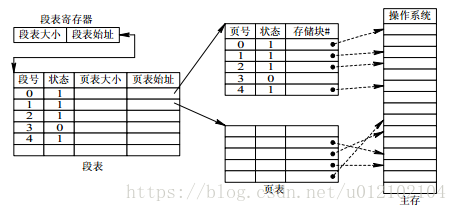 段表寄存器
段表大小 段表始址
段号 状态 页表大小 页表始址
0 1
1 1
2 1
3 0
4 1
段表
页号 状态 存储块#
0 1
1 1
2 1
3 0
4 1
页表
操作系统
主存
https://blog.csdn.net/u012102104